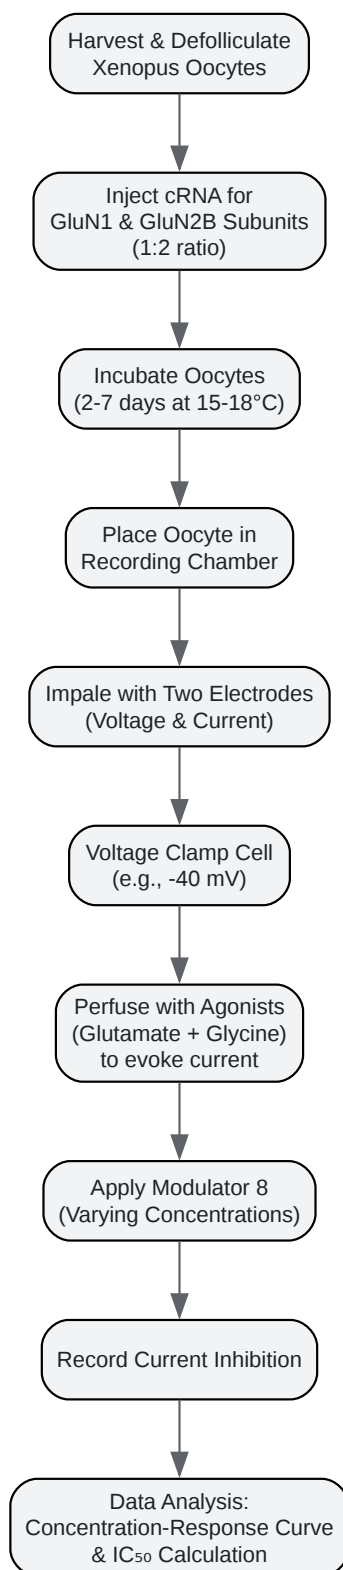 Harvest & Defolliculate
Xenopus Oocytes
Inject cRNA for
GluN1 & GluN2B Subunits
(1:2 ratio)
Incubate Oocytes
(2-7 days at 15-18°C)
Place Oocyte in
Recording Chamber
Impale with Two Electrodes
(Voltage & Current)
Voltage Clamp Cell
(e.g., -40 mV)
Perfuse with Agonists
(Glutamate + Glycine)
to evoke current
Apply Modulator 8
(Varying Concentrations)
Record Current Inhibition
Data Analysis:
Concentration-Response Curve
& IC₅₀ Calculation